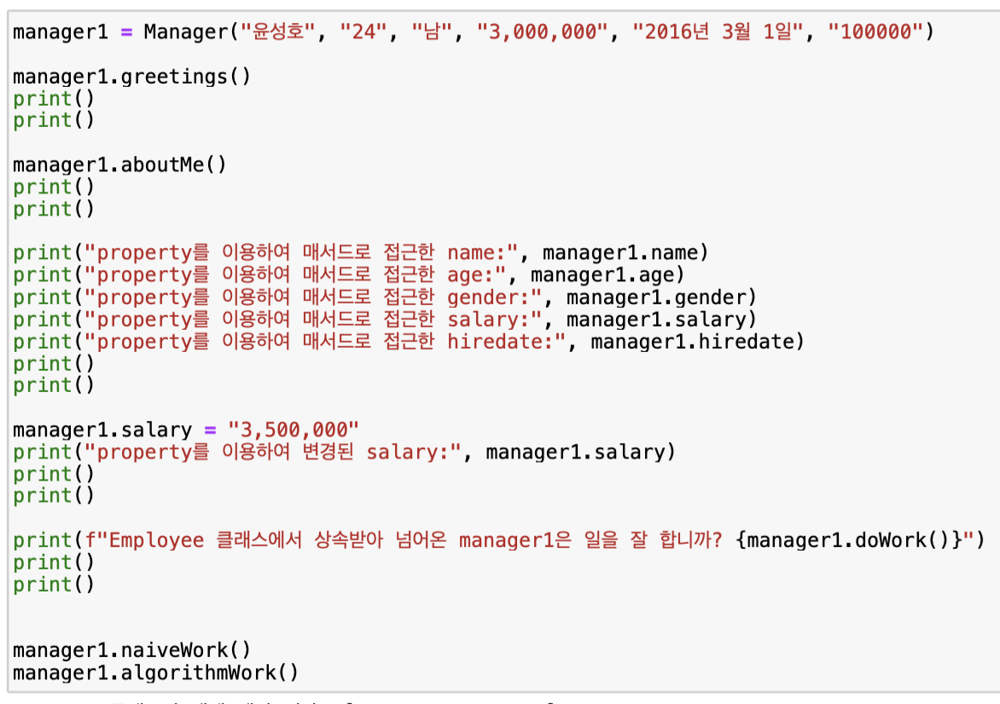 manager1 = Manager("윤성호", "24", "남", "3,000,000", "2016년 3월 1일", "100000")
manager1.greetings()
print()
print()
manager1.aboutMe()
print()
print()
print("property를 이용하여 매서드로 접근한 name:", manager1.name)
print("property를 이용하여 매서드로 접근한 age:", manager1.age)
print("property를 이용하여 매서드로 접근한 gender:", manager1.gender)
print("property를 이용하여 매서드로 접근한 salary:", manager1.salary)
print("property를 이용하여 매서드로 접근한 hiredate:", manager1.hiredate)
print()
print()
manager1.salary = "3,500,000"
print("property를 이용하여 변경된 salary:", manager1.salary)
print()
print()
print(f"Employee 클래스에서 상속받아 넘어온 manager1은 일을 잘 합니까? {manager1.doWork()}")
print()
print()
manager1.naiveWork()
manager1.algorithmWork()